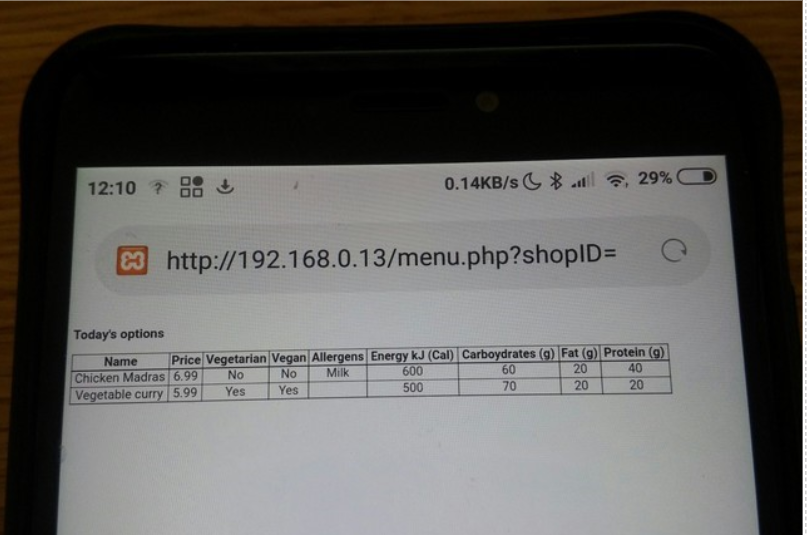 12:10 ? 0.14KB/s 29%
http://192.168.0.13/menu.php?shopID=
Today's options
Name Price Vegetarian Vegan Allergens Energy kJ (Cal) Carboydrates (g) Fat (g) Protein (g)
Chicken Madras 6.99 No No Milk 600 60 20 40
Vegetable curry 5.99 Yes Yes 500 70 20 20